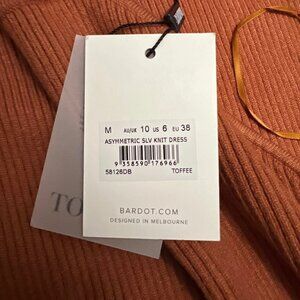 M AU/UK 10 US 6 EU 38
ASYMMETRIC SLV KNIT DRESS
9 358590 176966
58126DB TOFFEE
TO
BARDOT.COM
DESIGNED IN MELBOURNE